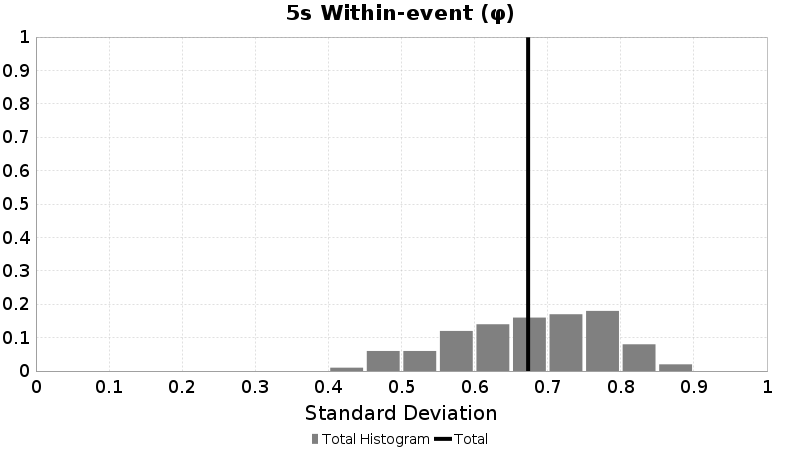 5s Within-event (φ)
1
0.9
0.8
0.7
0.6
0.5
0.4
0.3
0.2
0.1
0
0 0.1 0.2 0.3 0.4 0.5 0.6 0.7 0.8 0.9 1
Standard Deviation
Total Histogram Total